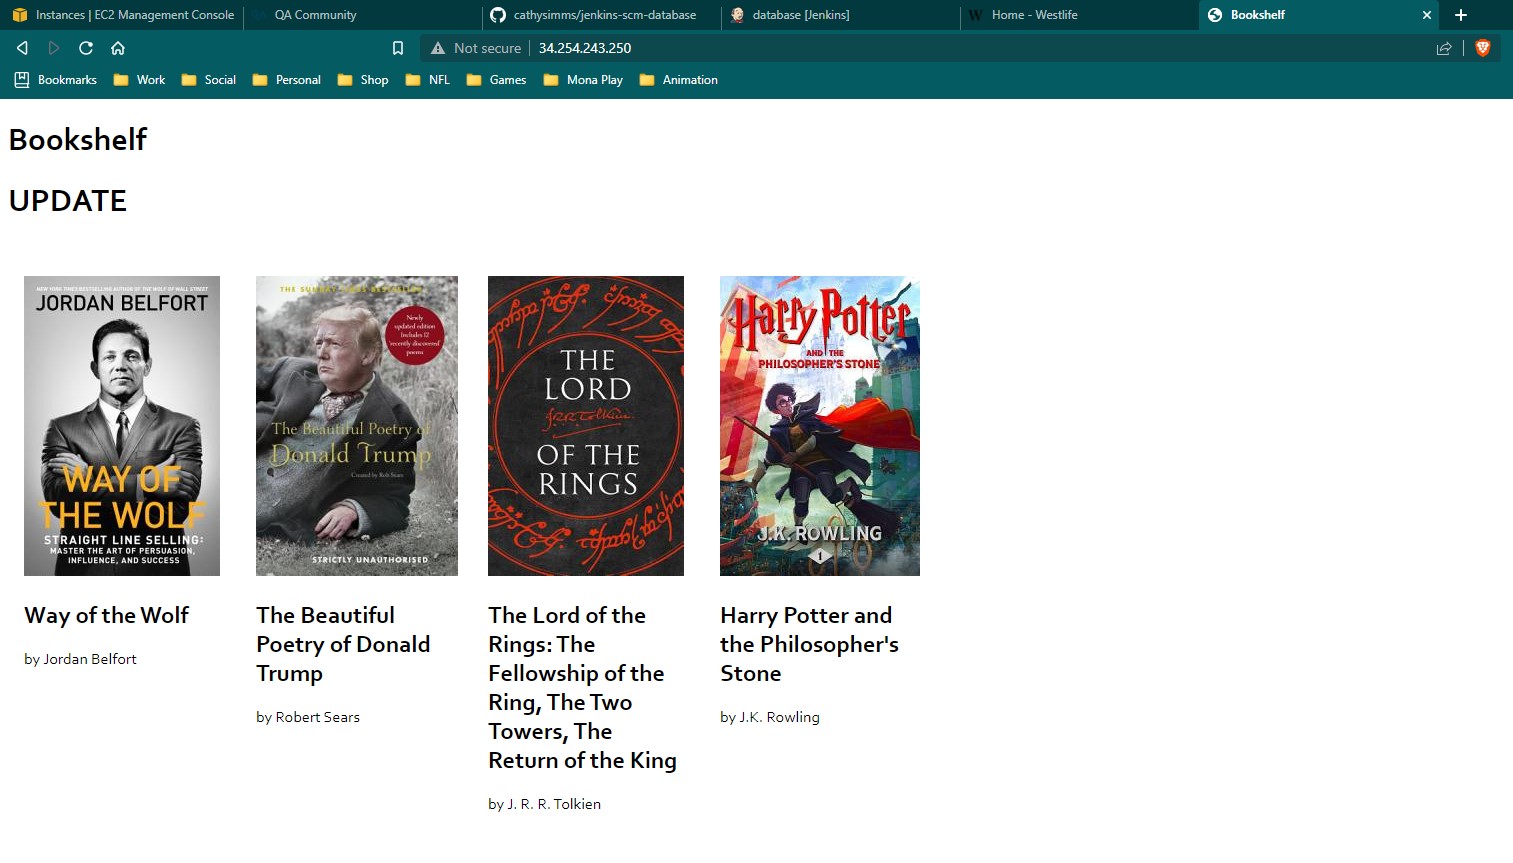 Instances | EC2 Management Console
QA Community
cathysimms/jenkins-scm-database
database [Jenkins]
W Home - Westlife
Bookshelf
Not secure
34.254.243.250
Bookmarks
Work
Social
Personal
Shop
NFL
Games
Mona Play
Animation
Bookshelf
UPDATE
NEW YORK TIMES BESTSELLING AUTHOR OF THE WOLF OF WALL STREET
JORDAN BELFORT
WAY OF
THE WOLF
STRAIGHT LINE SELLING:
MASTER THE ART OF PERSUASION,
INFLUENCE, AND SUCCESS
Way of the Wolf
by Jordan Belfort
THE SUNDAY TIMES BESTSELLER
Newly
updated edition
Includes 12
'recently discovered'
poems
The Beautiful Poetry of
Donald Trump
Created by Rob Sears
STRICTLY UNAUTHORISED
The Beautiful
Poetry of Donald
Trump
by Robert Sears
THE
LORD
J.R.R. Tolkien
OF THE
RINGS
The Lord of the
Rings: The
Fellowship of the
Ring, The Two
Towers, The
Return of the King
by J. R. R. Tolkien
Harry Potter
AND THE
PHILOSOPHER'S STONE
J.K. ROWLING
1
Harry Potter and
the Philosopher's
Stone
by J.K. Rowling